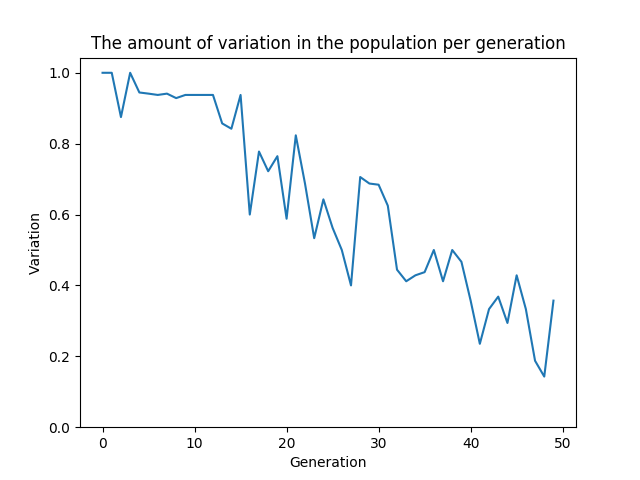 The amount of variation in the population per generation
1.0
0.8
0.6
0.4
0.2
0.0
Variation
0 10 20 30 40 50
Generation